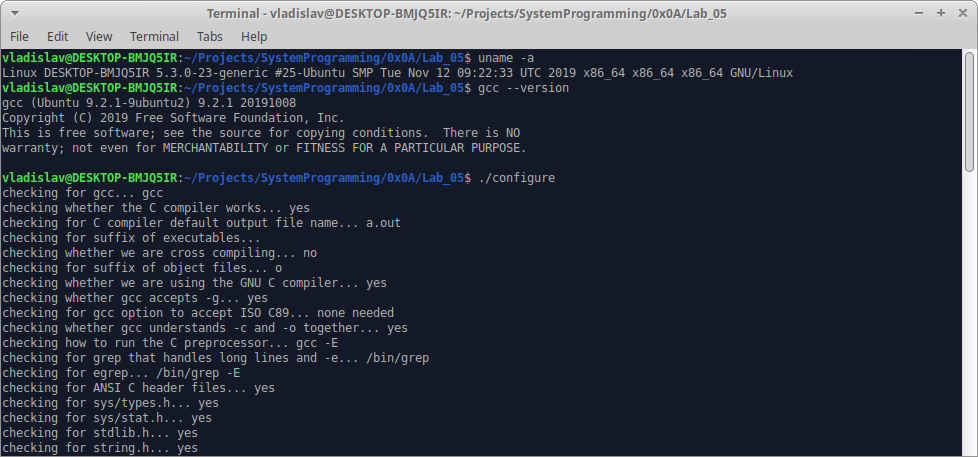 Terminal - vladislav@DESKTOP-BMJQ5IR: ~/Projects/SystemProgramming/0x0A/Lab_05
File Edit View Terminal Tabs Help
vladislav@DESKTOP-BMJQ5IR:~/Projects/SystemProgramming/0x0A/Lab_05$ uname -a
Linux DESKTOP-BMJQ5IR 5.3.0-23-generic #25-Ubuntu SMP Tue Nov 12 09:22:33 UTC 2019 x86_64 x86_64 x86_64 GNU/Linux
vladislav@DESKTOP-BMJQ5IR:~/Projects/SystemProgramming/0x0A/Lab_05$ gcc --version
gcc (Ubuntu 9.2.1-9ubuntu2) 9.2.1 20191008
Copyright (C) 2019 Free Software Foundation, Inc.
This is free software; see the source for copying conditions.  There is NO
warranty; not even for MERCHANTABILITY or FITNESS FOR A PARTICULAR PURPOSE.
vladislav@DESKTOP-BMJQ5IR:~/Projects/SystemProgramming/0x0A/Lab_05$ ./configure
checking for gcc... gcc
checking whether the C compiler works... yes
checking for C compiler default output file name... a.out
checking for suffix of executables...
checking whether we are cross compiling... no
checking for suffix of object files... o
checking whether we are using the GNU C compiler... yes
checking whether gcc accepts -g... yes
checking for gcc option to accept ISO C89... none needed
checking whether gcc understands -c and -o together... yes
checking how to run the C preprocessor... gcc -E
checking for grep that handles long lines and -e... /bin/grep
checking for egrep... /bin/grep -E
checking for ANSI C header files... yes
checking for sys/types.h... yes
checking for sys/stat.h... yes
checking for stdlib.h... yes
checking for string.h... yes